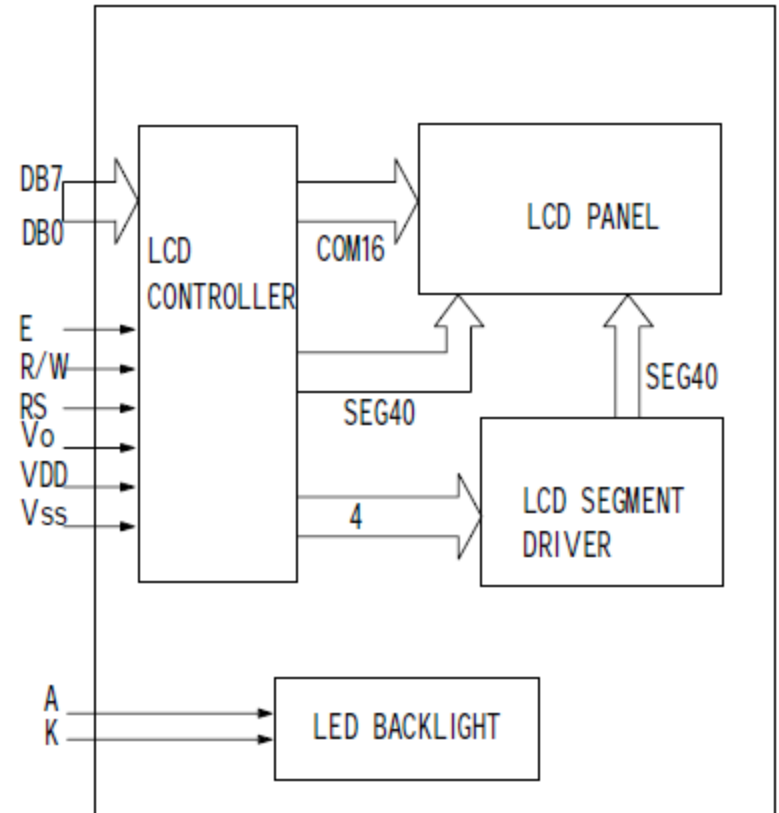 DB7
DB0
LCD
CONTROLLER
COM16
LCD PANEL
E
R/W
RS
Vo
VDD
Vss
SEG40
SEG40
4
LCD SEGMENT
DRIVER
A
K
LED BACKLIGHT